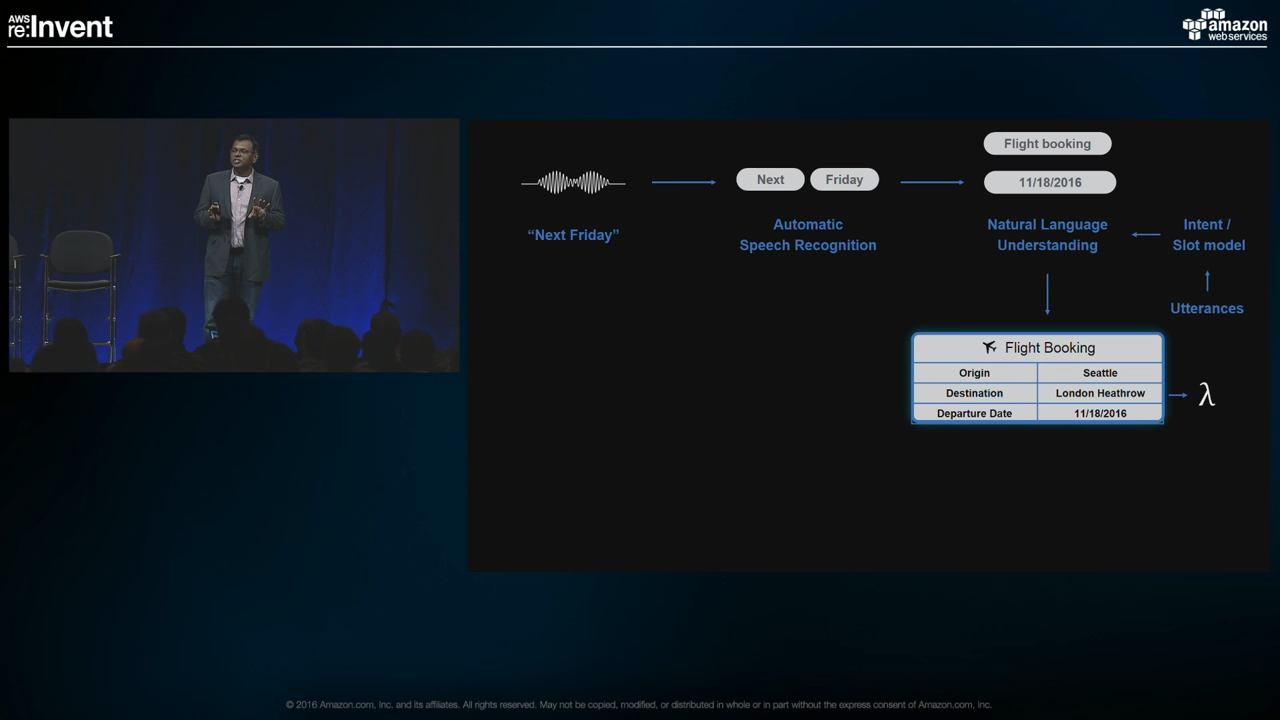 AWS
re:Invent
amazon
web services
Flight booking
Next
Friday
11/18/2016
“Next Friday”
Automatic
Speech Recognition
Natural Language
Understanding
Intent /
Slot model
Utterances
Flight Booking
Origin
Seattle
Destination
London Heathrow
Departure Date
11/18/2016
λ
© 2016 Amazon.com, Inc. and its affiliates. All rights reserved. May not be copied, modified, or distributed in whole or in part without the express consent of Amazon.com, Inc.